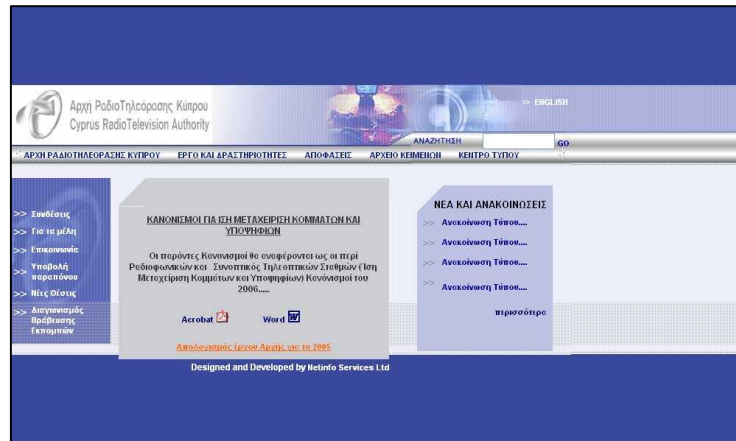 Αρχή ΡαδιοΤηλεόρασης Κύπρου
Cyprus RadioTelevision Authority
>> ENGLISH
ΑΝΑΖΗΤΗΣΗ
GO
ΑΡΧΗ ΡΑΔΙΟΤΗΛΕΟΡΑΣΗΣ ΚΥΠΡΟΥ ΕΡΓΟ ΚΑΙ ΔΡΑΣΤΗΡΙΟΤΗΤΕΣ ΑΠΟΦΑΣΕΙΣ ΑΡΧΕΙΟ ΚΕΙΜΕΝΩΝ ΚΕΝΤΡΟ ΤΥΠΟΥ
>> Συνδέσεις
>> Για τα μέλη
>> Επικοινωνία
>> Υποβολή
παραπόνου
>> Νέες Θέσεις
>> Διαγωνισμός
Βράβευσης
Εκπομπών
ΚΑΝΟΝΙΣΜΟΙ ΓΙΑ ΙΣΗ ΜΕΤΑΧΕΙΡΙΣΗ ΚΟΜΜΑΤΩΝ ΚΑΙ
ΥΠΟΨΗΦΙΩΝ
Οι παρόντες Κανονισμοί θα αναφέρονται ως οι περί
Ραδιοφωνικών και Συνοπτικός Τηλεοπτικών Σταθμών (Ίση
Μεταχείριση Κομμάτων και Υποψηφίων) Κανόνισμοί του
2006.....
Acrobat Word
Απολογισμός έργου Αρχής για το 2005
ΝΕΑ ΚΑΙ ΑΝΑΚΟΙΝΩΣΕΙΣ
>> Ανακοίνωση Τύπου....
>> Ανακοίνωση Τύπου....
>> Ανακοίνωση Τύπου....
>> Ανακοίνωση Τύπου....
περισσότερα
Designed and Developed by Netinfo Services Ltd